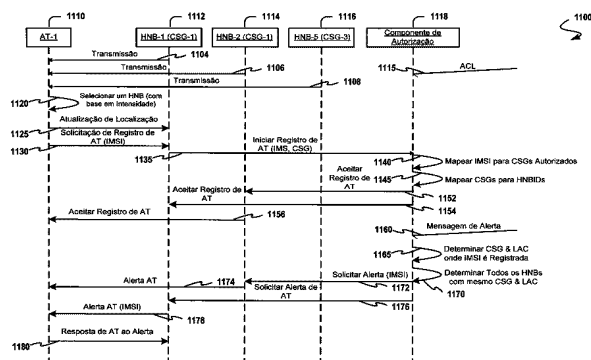 1110
1112
1114
1116
1118
1100
AT-1
HNB-1 (CSG-1)
HNB-2 (CSG-1)
HNB-5 (CSG-3)
Componente de
Autorização
Transmissão
1104
Transmissão
1106
Transmissão
1108
1115
ACL
1120
Selecionar um HNB (com
base em Intensidade)
1125
Atualização de Localização
1130
Solicitação de Registro de
AT (IMSI)
1135
Iniciar Registro de
AT (IMS, CSG)
1140
Mapear IMSI para CSGs Autorizados
1145
Mapear CSGs para HNBIDs
Aceitar
Registro de
AT
1152
Aceitar Registro de
AT
1154
Aceitar Registro de AT
1156
1160
Mensagem de Alerta
1165
Determinar CSG & LAC
onde IMSI é Registrada
Determinar Todos os HNBs
com mesmo CSG & LAC
1170
Solicitar Alerta (IMSI)
1172
Alerta AT
1174
Solicitar Alerta de
AT
1176
Alerta AT (IMSI)
1178
Resposta de AT ao Alerta
1180